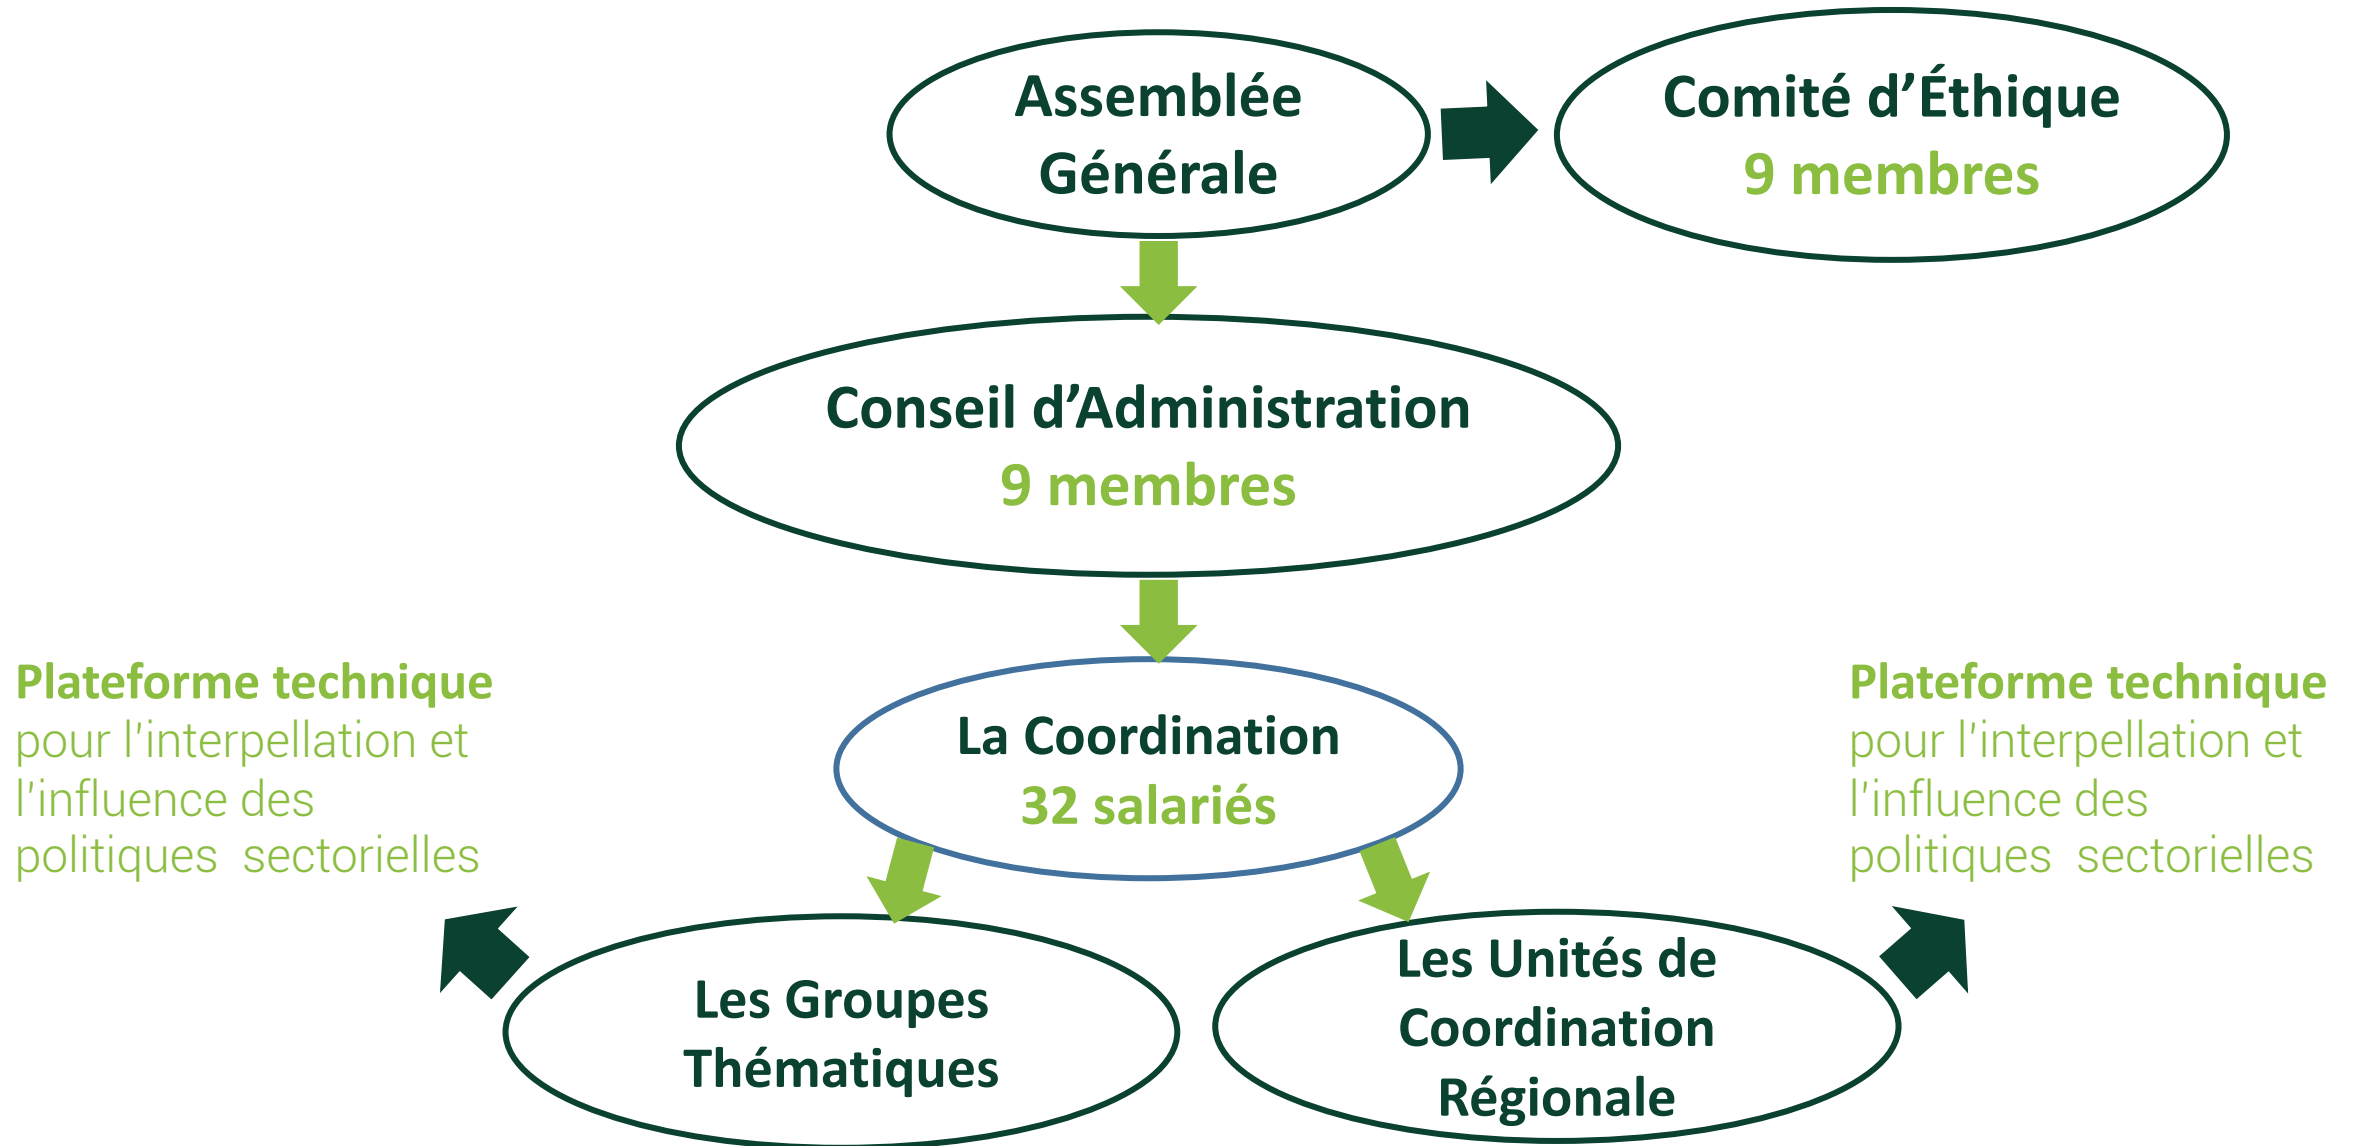 Assemblée
Générale
Comité d’Éthique
9 membres
Conseil d’Administration
9 membres
La Coordination
32 salariés
Plateforme technique
pour l'interpellation et
l'influence des
politiques  sectorielles
Plateforme technique
pour l'interpellation et
l'influence des
politiques  sectorielles
Les Groupes
Thématiques
Les Unités de
Coordination
Régionale